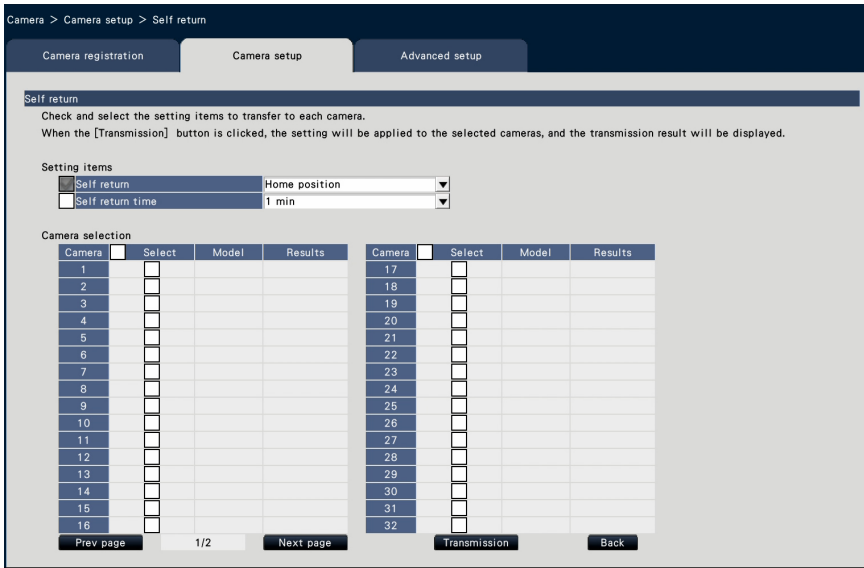 Camera > Camera setup > Self return
Camera registration Camera setup Advanced setup
Self return
Check and select the setting items to transfer to each camera.
When the [Transmission] button is clicked, the setting will be applied to the selected cameras, and the transmission result will be displayed.
Setting items
Self return Home position
Self return time 1 min
Camera selection
Camera Select Model Results Camera Select Model Results
1 17
2 18
3 19
4 20
5 21
6 22
7 23
8 24
9 25
10 26
11 27
12 28
13 29
14 30
15 31
16 32
Prev page 1/2 Next page Transmission Back